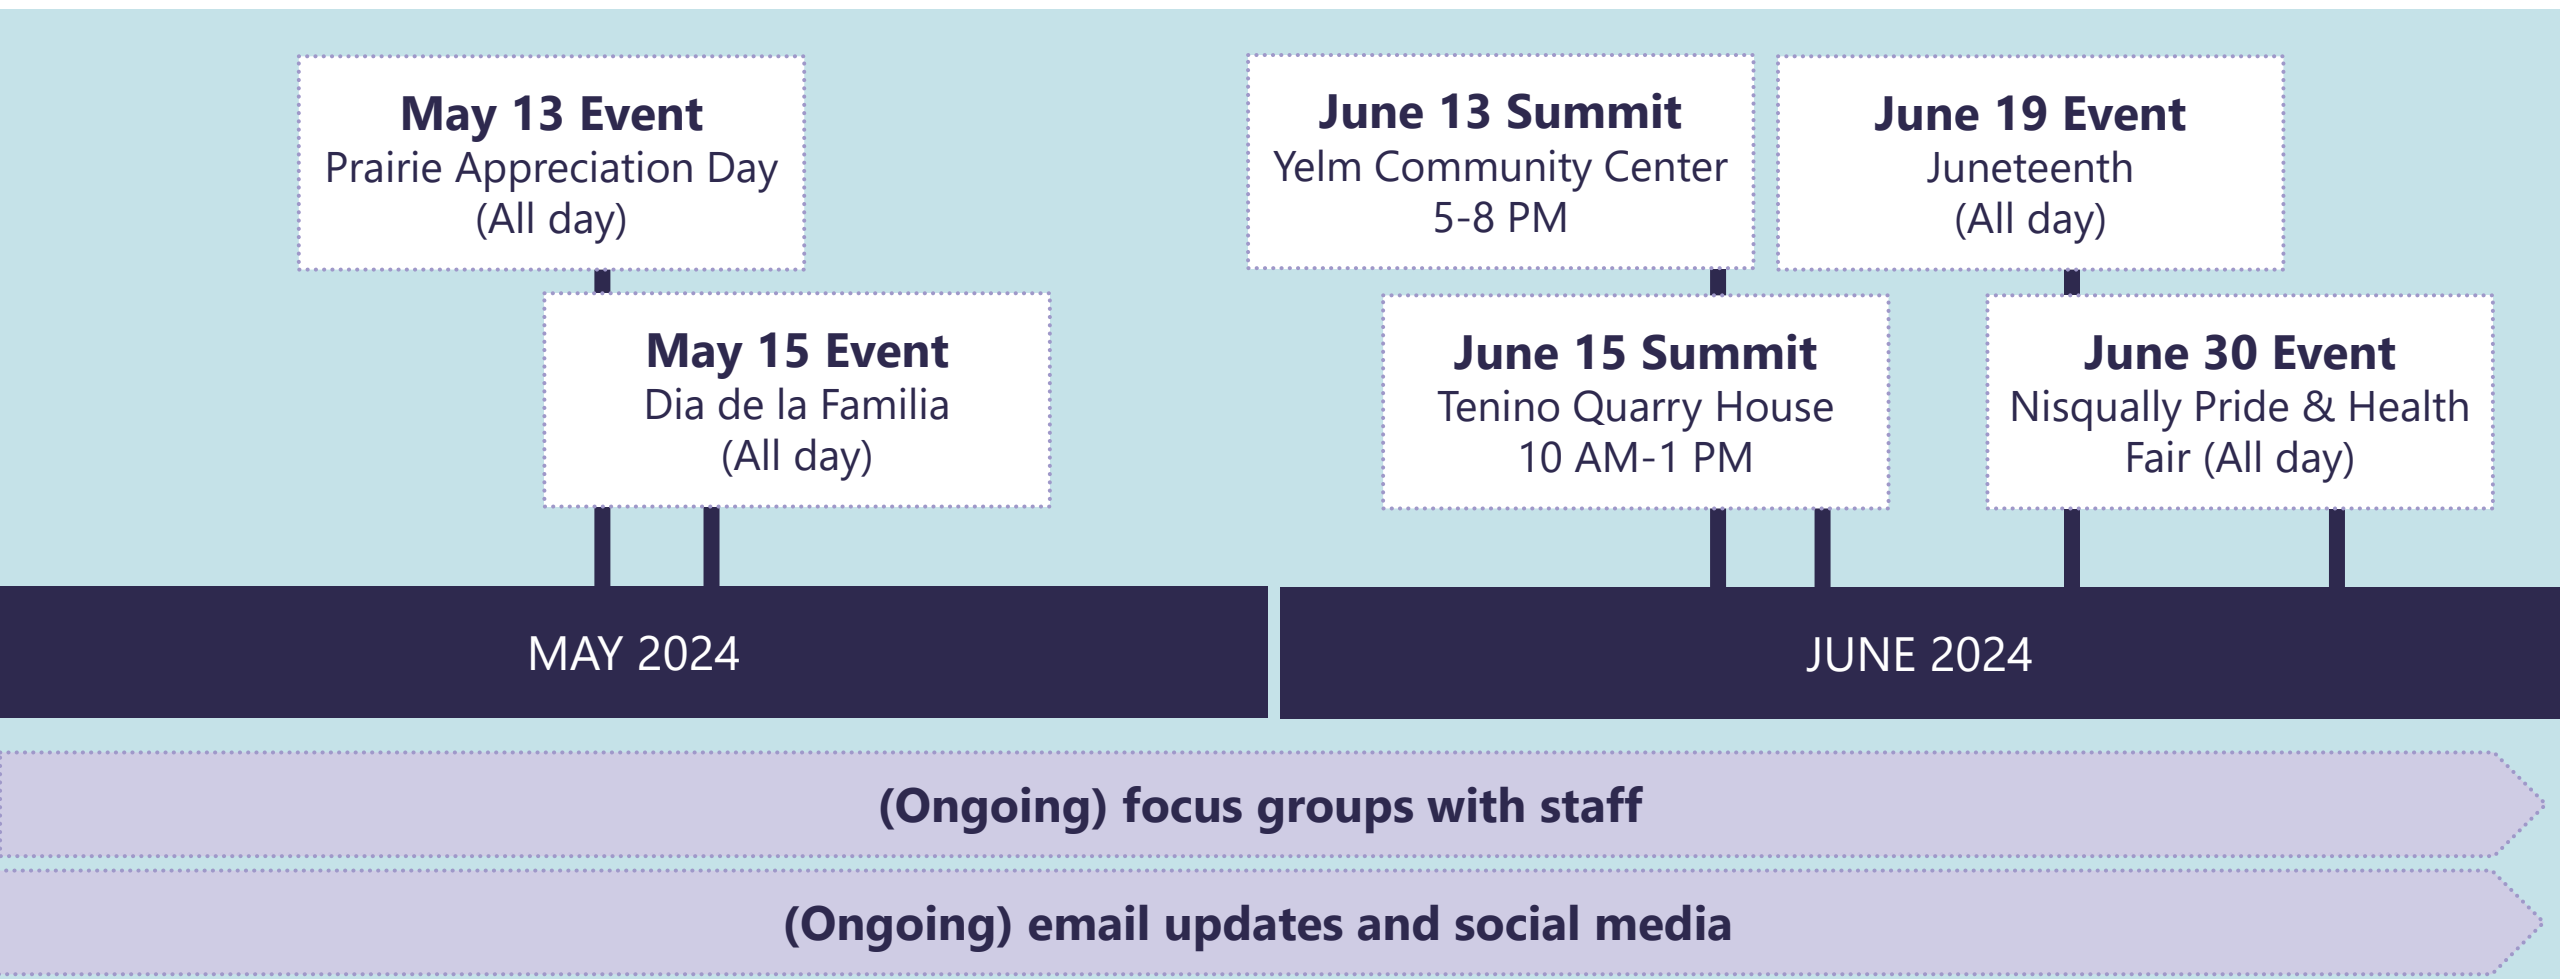 May 13 Event
Prairie Appreciation Day
(All day)
May 15 Event
Dia de la Familia
(All day)
June 13 Summit
Yelm Community Center
5-8 PM
June 15 Summit
Tenino Quarry House
10 AM-1 PM
June 19 Event
Juneteenth
(All day)
June 30 Event
Nisqually Pride & Health
Fair (All day)
MAY 2024
JUNE 2024
(Ongoing) focus groups with staff
(Ongoing) email updates and social media